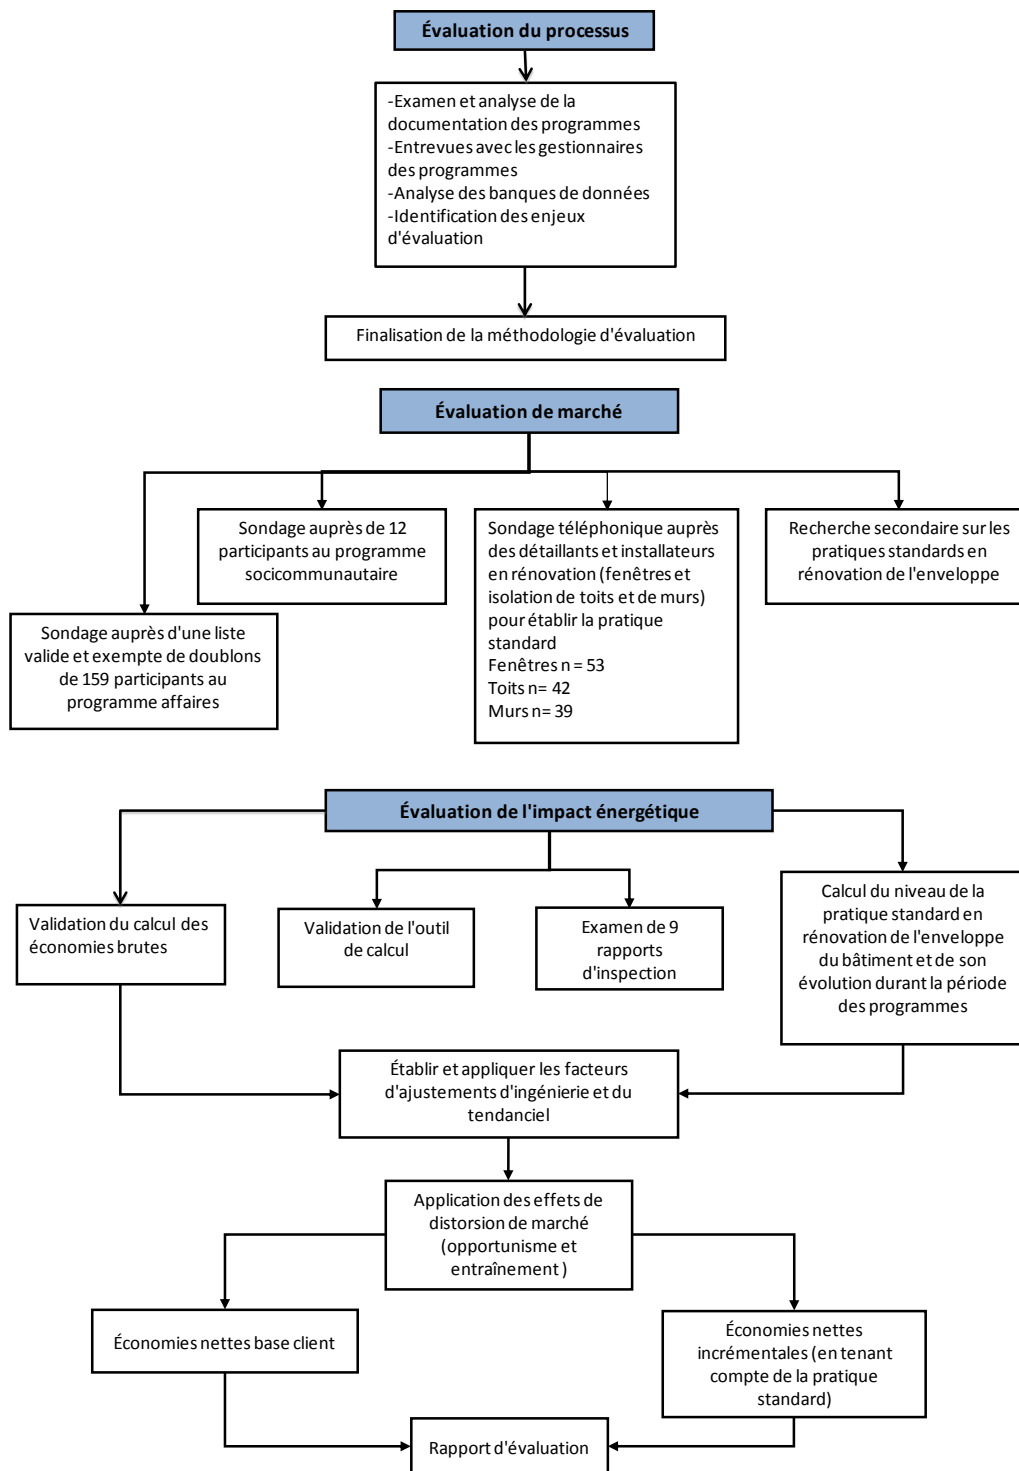 Évaluation du processus
-Examen et analyse de la
documentation des programmes
-Entrevues avec les gestionnaires
des programmes
-Analyse des banques de données
-Identification des enjeux
d'évaluation
Finalisation de la méthodologie d'évaluation
Évaluation de marché
Sondage auprès d'une liste
valide et exempte de doublons
de 159 participants au
programme affaires
Sondage auprès de 12
participants au programme
socicommunautaire
Sondage téléphonique auprès
des détaillants et installateurs
en rénovation (fenêtres et
isolation de toits et de murs)
pour établir la pratique
standard
Fenêtres n = 53
Toits n= 42
Murs n= 39
Recherche secondaire sur les
pratiques standards en
rénovation de l'enveloppe
Évaluation de l'impact énergétique
Validation du calcul des
économies brutes
Validation de l'outil
de calcul
Examen de 9
rapports
d'inspection
Calcul du niveau de la
pratique standard en
rénovation de l'enveloppe
du bâtiment et de son
évolution durant la période
des programmes
Établir et appliquer les facteurs
d'ajustements d'ingénierie et du
tendanciel
Application des effets de
distorsion de marché
(opportunisme et
entraînement )
Économies nettes base client
Économies nettes
incrémentales (en tenant
compte de la pratique
standard)
Rapport d'évaluation